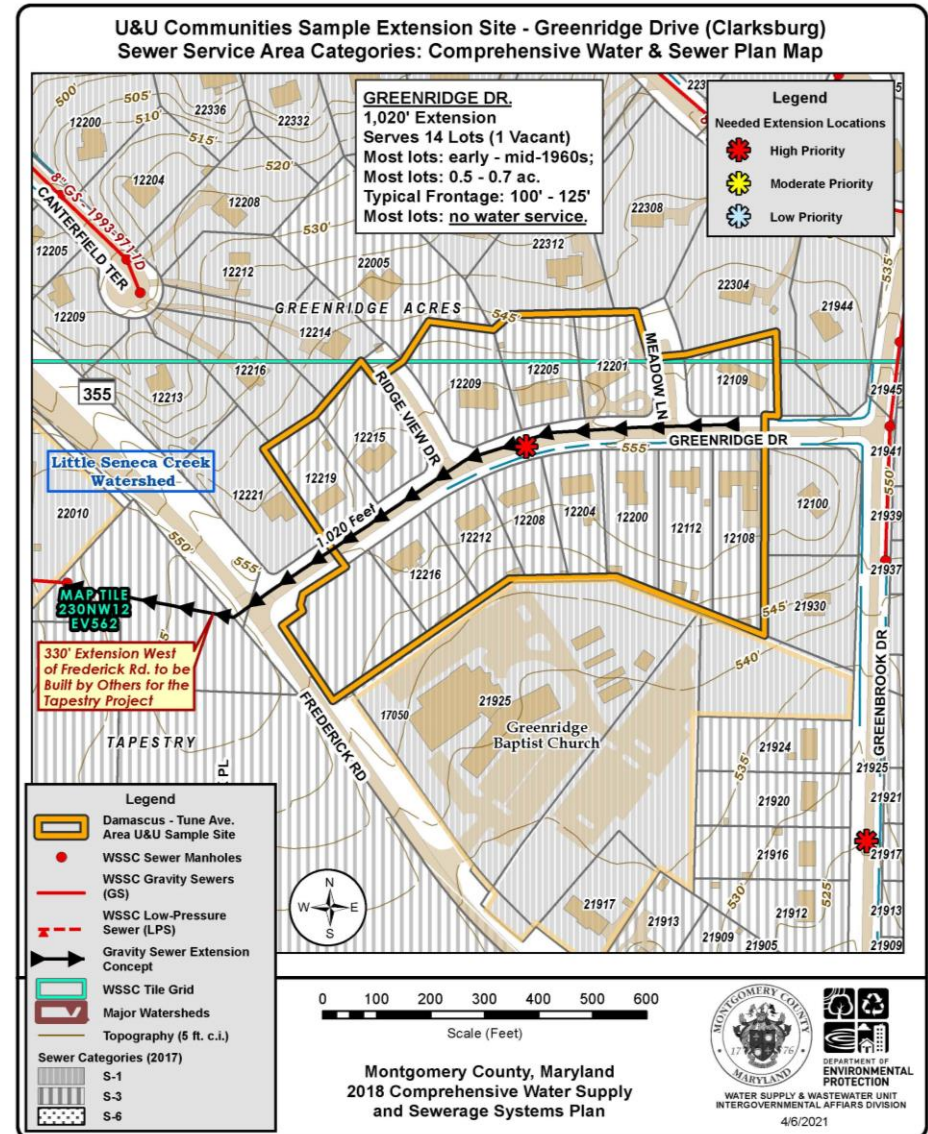 U&U Communities Sample Extension Site - Greenridge Drive (Clarksburg)
Sewer Service Area Categories: Comprehensive Water & Sewer Plan Map
GREENRIDGE DR.
1,020' Extension
Serves 14 Lots (1 Vacant)
Most lots: early - mid-1960s;
Most lots: 0.5 - 0.7 ac.
Typical Frontage: 100' - 125'
Most lots: no water service.
Legend
Needed Extension Locations
High Priority
Moderate Priority
Low Priority
500'
505'
510'
515'
520'
530'
12200
22336
22332
12204
12208
8"GS - 1993=9711D
CANTERFIELD TER
12205
12212
22005
22312
22308
535'
12209
GREENRIDGE ACRES
545'
22304
21944
12214
12216
12213
355
MEADOW LN
RIDGE VIEW DR
12209
12205
12201
12109
21945
12215
GREENRIDGE DR
555'
21941
Little Seneca Creek
Watershed
12219
12221
22010
550'
555'
1,020 Feet
12212
12208
12204
12200
12112
12108
12100
550'
21939
12216
21937
MAP TILE
230NW12
EV562
545'
21930
330' Extension West
of Frederick Rd. to be
Built by Others for the
Tapestry Project
540'
GREENBROOK DR
FREDERICK RD
17050
21925
Greenridge
Baptist Church
TAPESTRY
PL
535'
21924
21925
21920
21921
21916
21917
530'
525'
21917
21912
21913
21913
21909
21905
21909
N
W E
S
Legend
Damascus - Tune Ave.
Area U&U Sample Site
WSSC Sewer Manholes
WSSC Gravity Sewers
(GS)
WSSC Low-Pressure
Sewer (LPS)
Gravity Sewer Extension
Concept
WSSC Tile Grid
Major Watersheds
Topography (5 ft. c.i.)
Sewer Categories (2017)
S-1
S-3
S-6
0 100 200 300 400 500 600
Scale (Feet)
Montgomery County, Maryland
2018 Comprehensive Water Supply
and Sewerage Systems Plan
MONTGOMERY COUNTY
17 76
MARYLAND
DEPARTMENT OF
ENVIRONMENTAL
PROTECTION
WATER SUPPLY & WASTEWATER UNIT
INTERGOVERNMENTAL AFFIARS DIVISION
4/6/2021